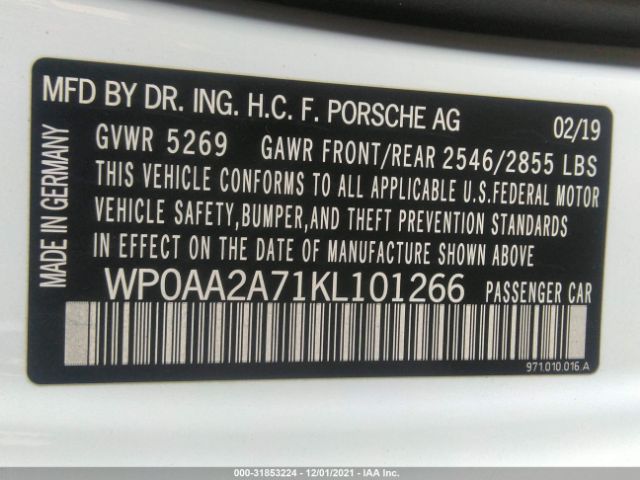 MFD BY DR. ING. H.C. F. PORSCHE AG 02/19
GVWR 5269 GAWR FRONT/REAR 2546/2855 LBS
THIS VEHICLE CONFORMS TO ALL APPLICABLE U.S.FEDERAL MOTOR
VEHICLE SAFETY,BUMPER,AND THEFT PREVENTION STANDARDS
IN EFFECT ON THE DATE OF MANUFACTURE SHOWN ABOVE.
MADE IN GERMANY
WP0AA2A71KL101266 PASSENGER CAR
971.010.016.A
000-31853224 - 12/01/2021 - IAAI.COM